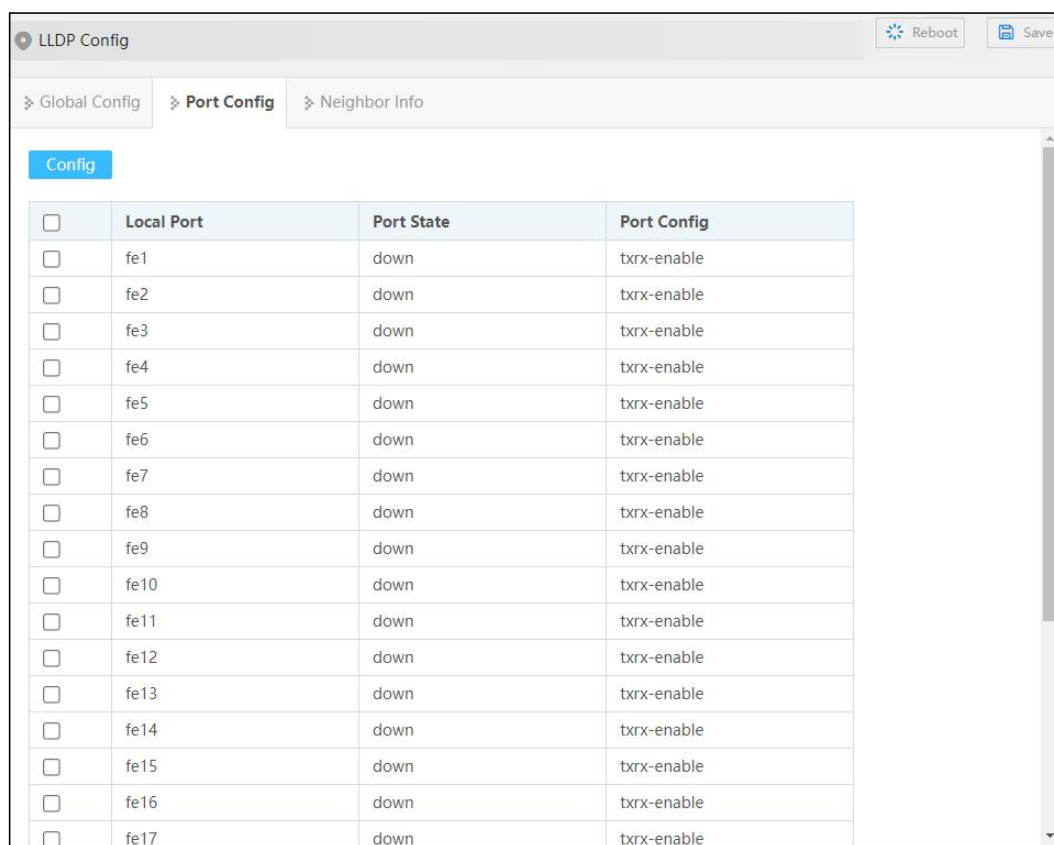 LLDP Config
Reboot
Save
Global Config Port Config Neighbor Info
Config
Local Port Port State Port Config
fe1 down txrx-enable
fe2 down txrx-enable
fe3 down txrx-enable
fe4 down txrx-enable
fe5 down txrx-enable
fe6 down txrx-enable
fe7 down txrx-enable
fe8 down txrx-enable
fe9 down txrx-enable
fe10 down txrx-enable
fe11 down txrx-enable
fe12 down txrx-enable
fe13 down txrx-enable
fe14 down txrx-enable
fe15 down txrx-enable
fe16 down txrx-enable
fe17 down txrx-enable